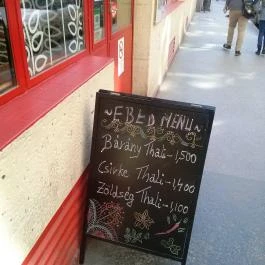 ~EBÉD MENÜ~
Bárány Thali-1,500
Csirke Thali-1,400
Zöldség Thali-1,100